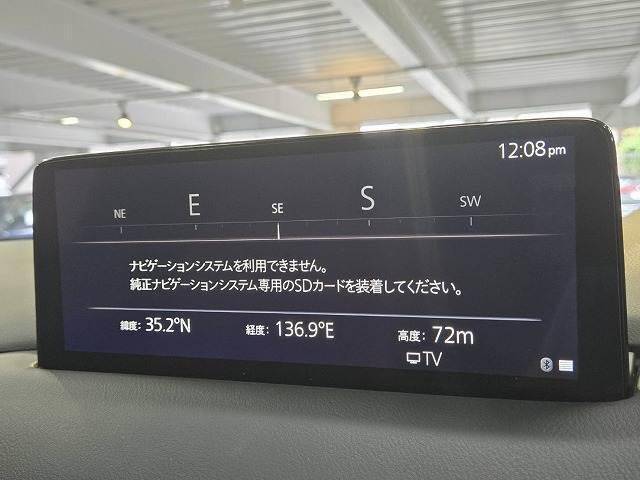 12:08pm
NE E SE S SW
ナビゲーションシステムを利用できません。
純正ナビゲーションシステム専用のSDカードを装着してください。
緯度: 35.2°N 経度: 136.9°E 高度: 72m
TV